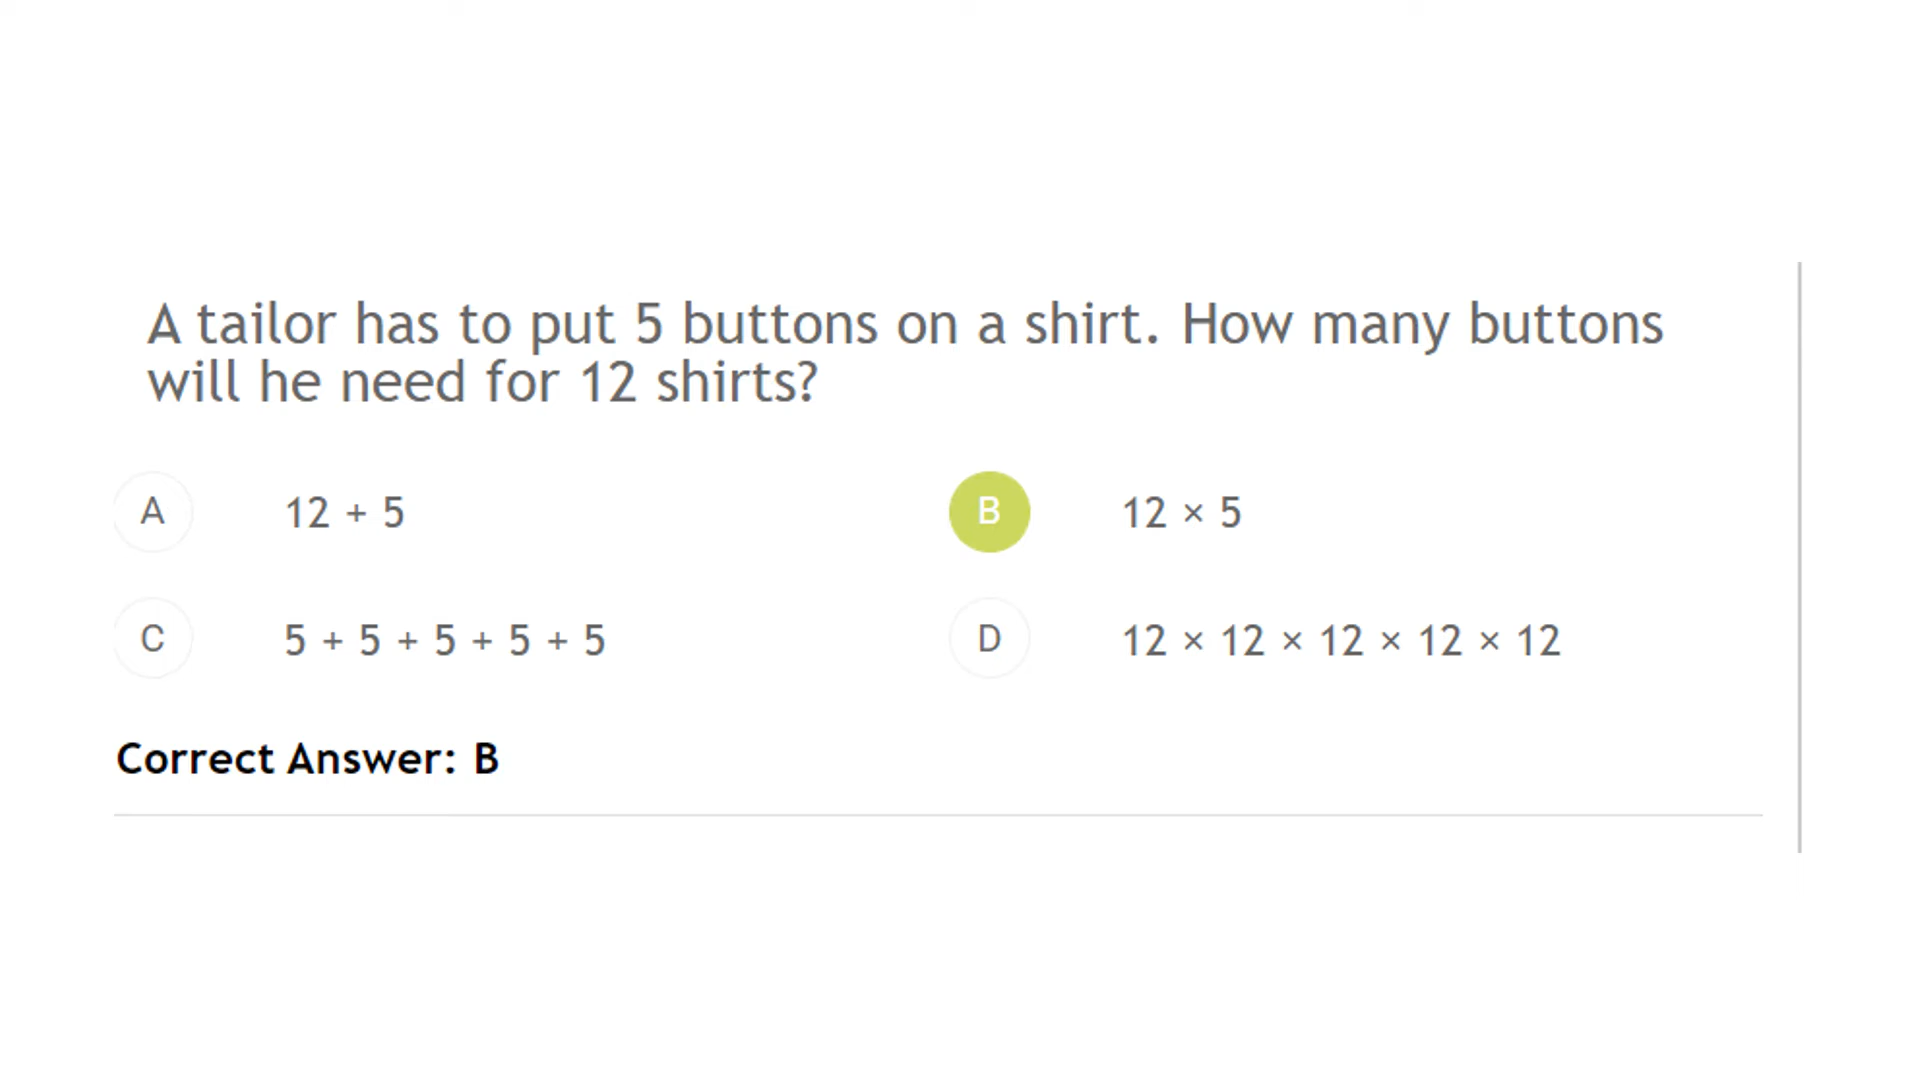 A tailor has to put 5 buttons on a shirt. How many buttons
will he need for 12 shirts?
A 12 + 5
B 12 × 5
C 5 + 5 + 5 + 5 + 5
D 12 × 12 × 12 × 12 × 12
Correct Answer: B